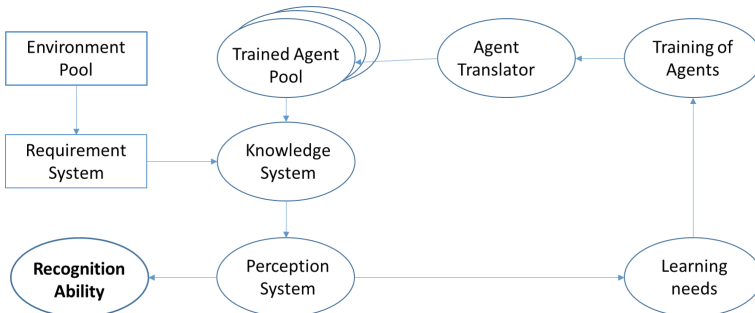 Environment
Pool
Trained Agent
Pool
Agent
Translator
Training of
Agents
Requirement
System
Knowledge
System
Recognition
Ability
Perception
System
Learning
needs